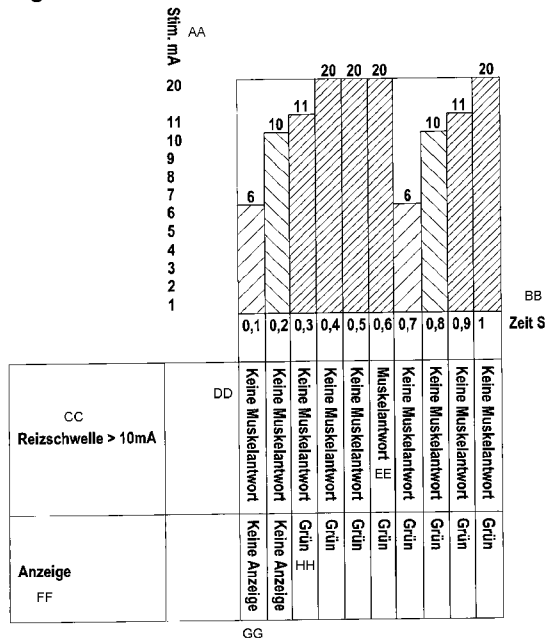 g
Stim. mA
AA
20
11
10
9
8
7
6
5
4
3
2
1
6
10
11
20
20
20
6
10
11
20
BB
0,1 0,2 0,3 0,4 0,5 0,6 0,7 0,8 0,9 1 Zeit S
CC
Reizschwelle > 10mA
DD
Keine Muskelantwort
Keine Muskelantwort
Keine Muskelantwort
Keine Muskelantwort
Keine Muskelantwort
Muskelantwort
EE
Keine Muskelantwort
Keine Muskelantwort
Keine Muskelantwort
Keine Muskelantwort
Anzeige
FF
Keine Anzeige
Keine Anzeige
Grün
HH
Grün
Grün
Grün
Grün
Grün
Grün
Grün
GG